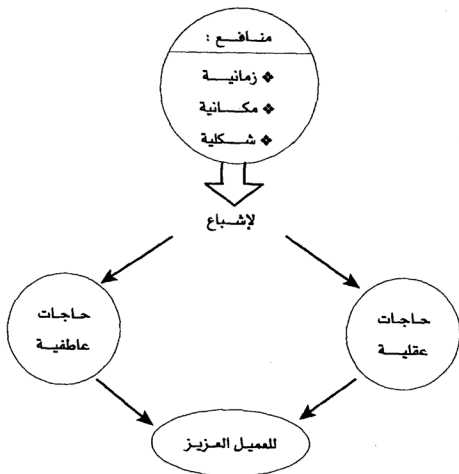 منافع :
❖ زمانية
❖ مكانية
❖ شكلية
لإشباع
حاجات
عقلية
حاجات
عاطفية
للعميل العزيز